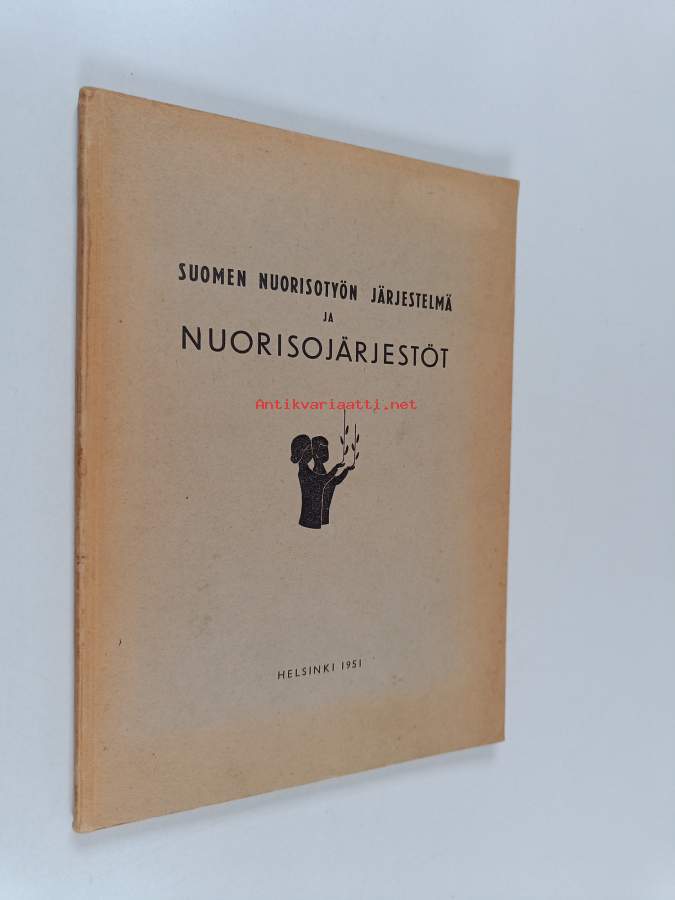 SUOMEN NUORISOTYÖN JÄRJESTELMÄ
JA
NUORISOJÄRJESTÖT
Antikvariaatti.net
HELSINKI 1951